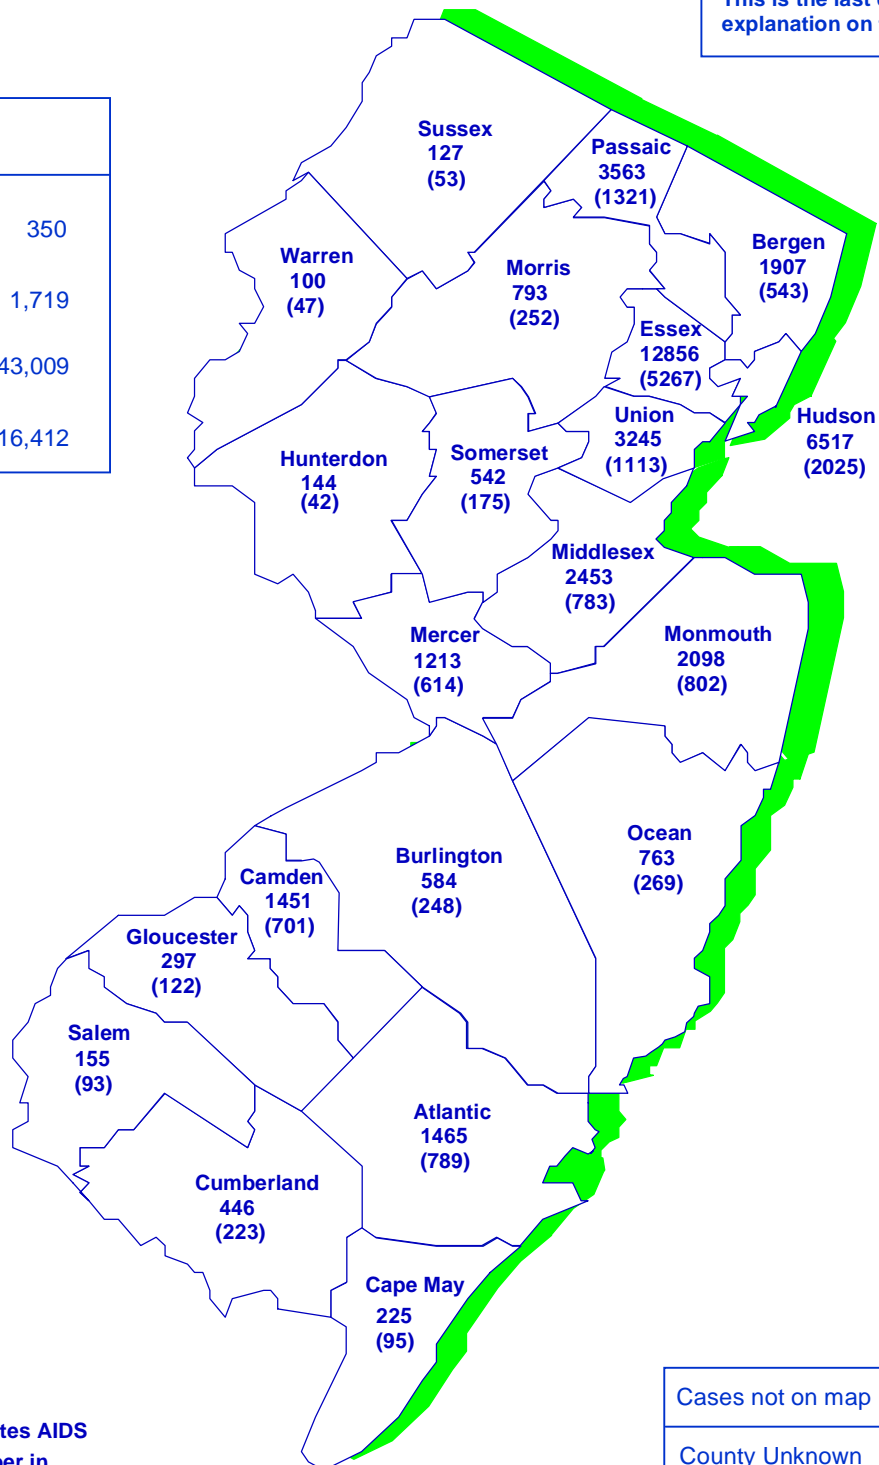 explanation on
Sussex
127
(53)
Passaic
3563
(1321)
350
Bergen
1907
(543)
Warren
100
(47)
Morris
793
(252)
1,719
Essex
12856
(5267)
43,009
Union
3245
(1113)
Hudson
6517
(2025)
16,412
Hunterdon
144
(42)
Somerset
542
(175)
Middlesex
2453
(783)
Mercer
1213
(614)
Monmouth
2098
(802)
Ocean
763
(269)
Burlington
584
(248)
Camden
1451
(701)
Gloucester
297
(122)
Salem
155
(93)
Atlantic
1465
(789)
Cumberland
446
(223)
Cape May
225
(95)
Cases not on map
AIDS
County Unknown
in